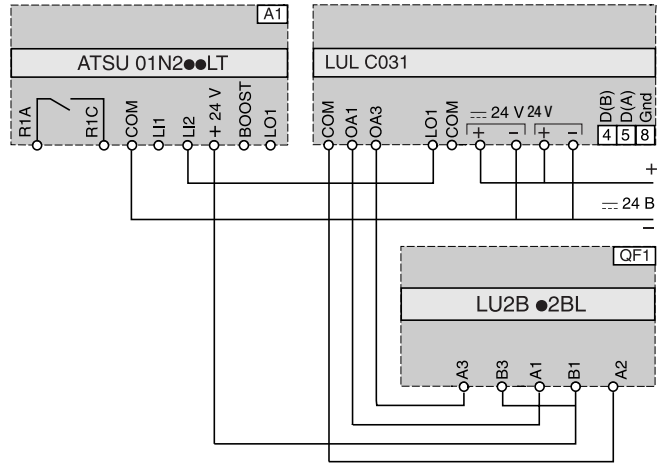 A1
ATSU 01N2●●LT
LUL C031
R1A
R1C
COM
LI1
LI2
+ 24 V
BOOST
LO1
COM
OA1
OA3
LO1
COM
⎓ 24 V
24 V
+ − + −
D(B)
D(A)
Gnd
4 5 8
+
⎓ 24 В
−
QF1
LU2B ●2BL
A3
B3
A1
B1
A2